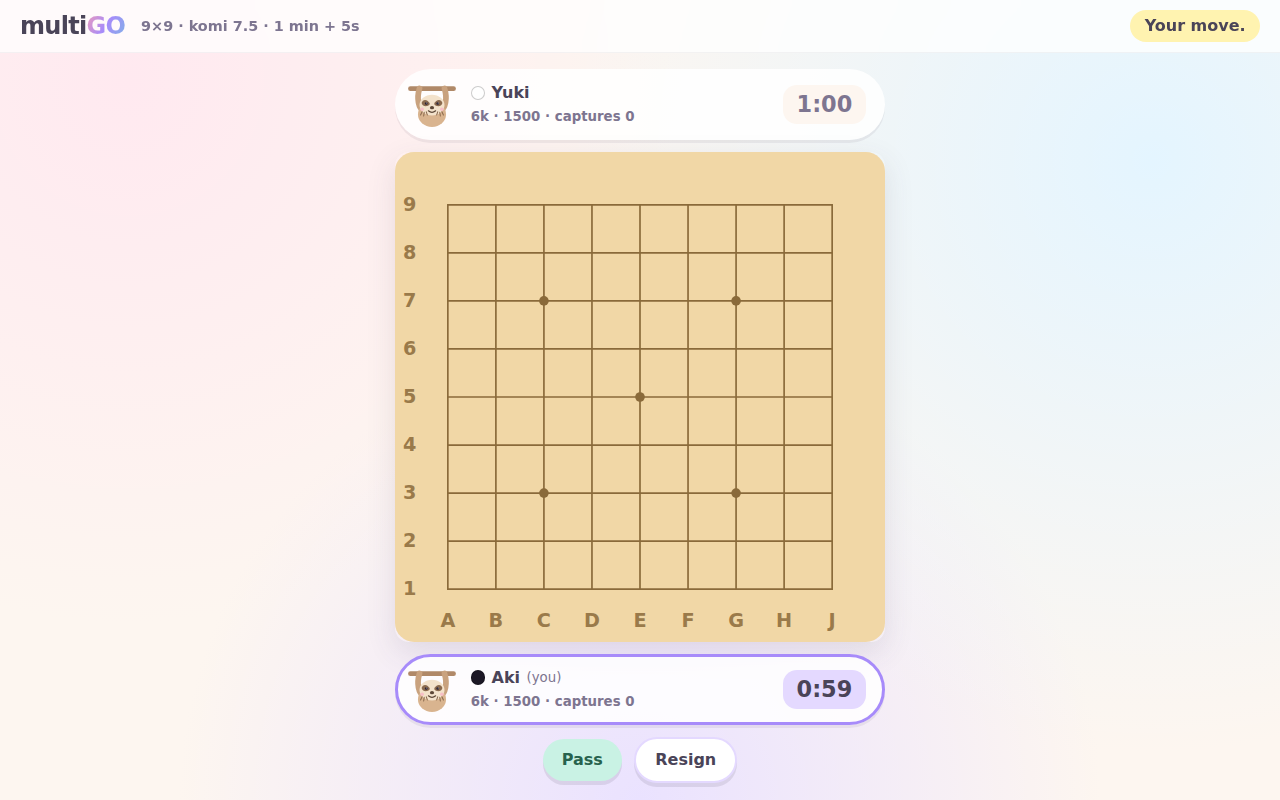 multiGO 9×9 · komi 7.5 · 1 min + 5s Your move.
Yuki
6k · 1500 · captures 0
1:00
9
8
7
6
5
4
3
2
1
A B C D E F G H J
Aki (you)
6k · 1500 · captures 0
0:59
Pass Resign